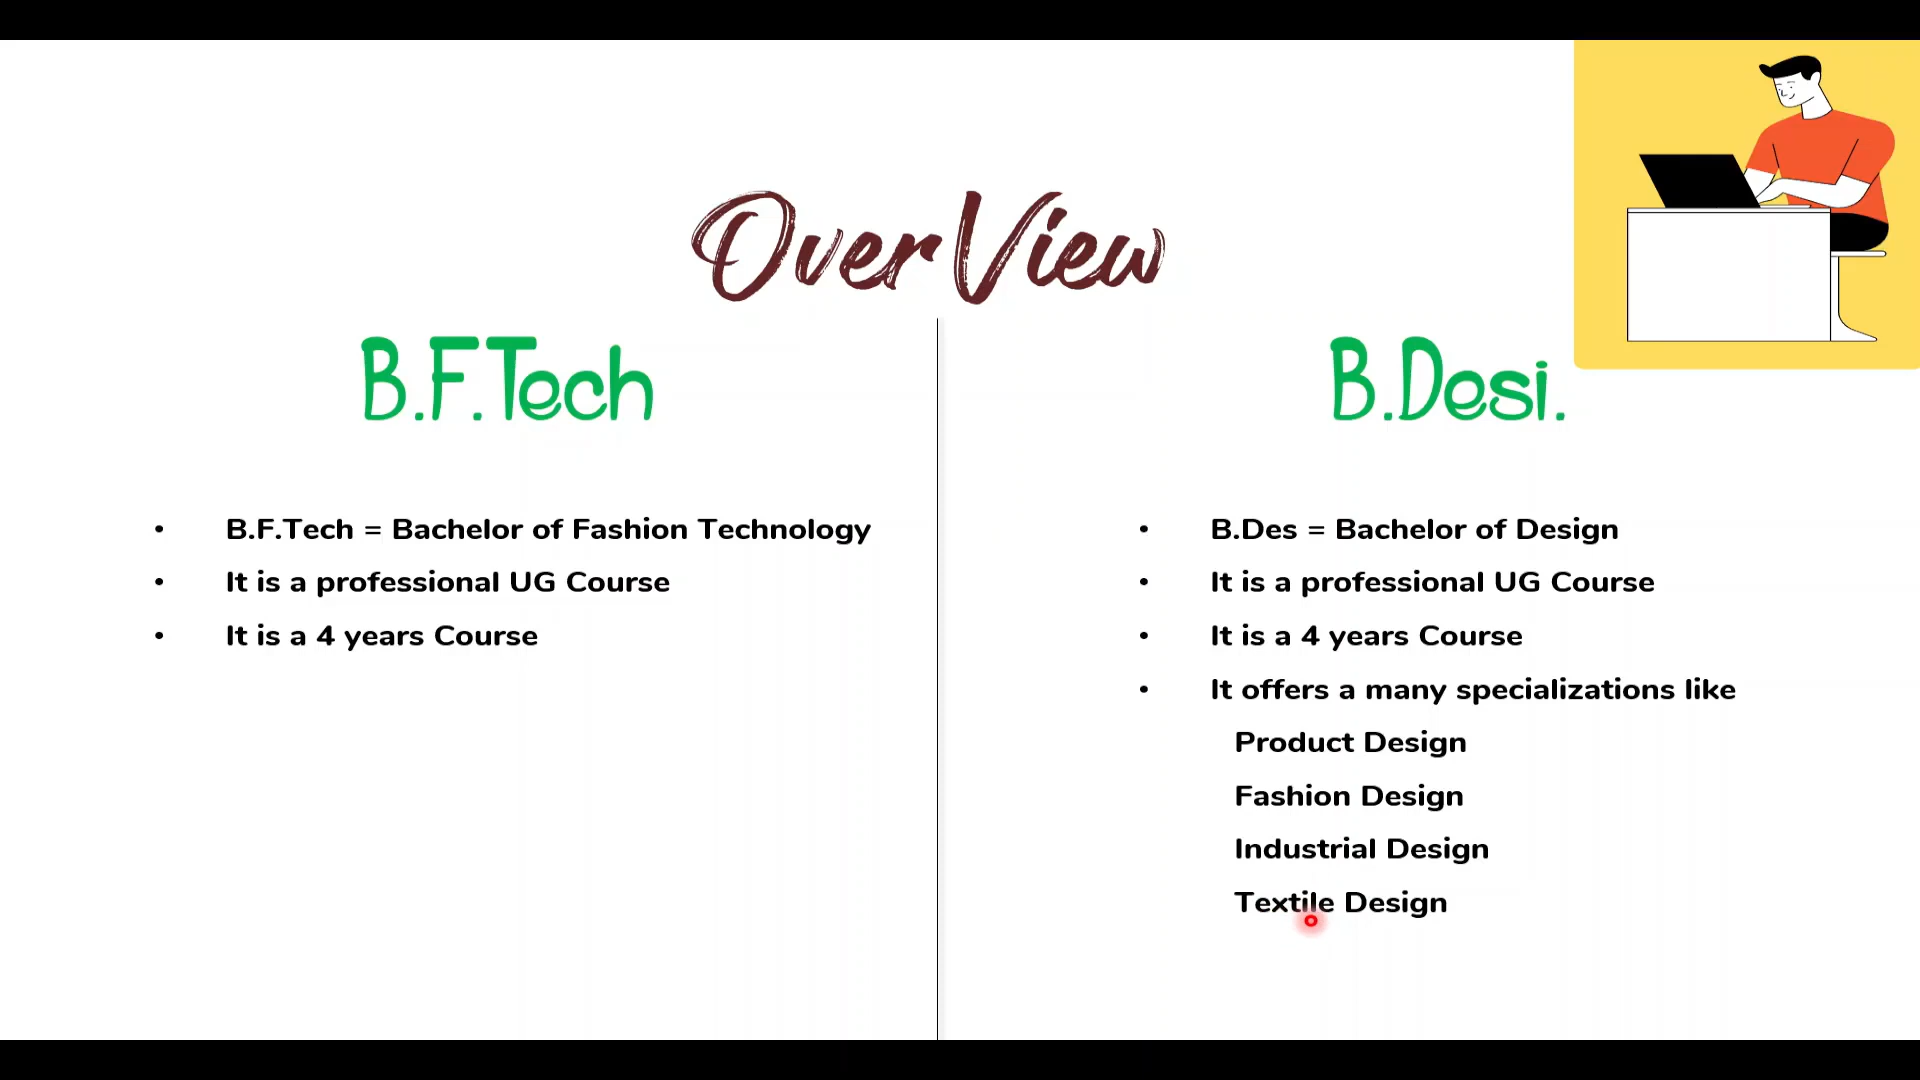 OverView
B.F.Tech
• B.F.Tech = Bachelor of Fashion Technology
• It is a professional UG Course
• It is a 4 years Course
B.Desi.
• B.Des = Bachelor of Design
• It is a professional UG Course
• It is a 4 years Course
• It offers a many specializations like
Product Design
Fashion Design
Industrial Design
Textile Design